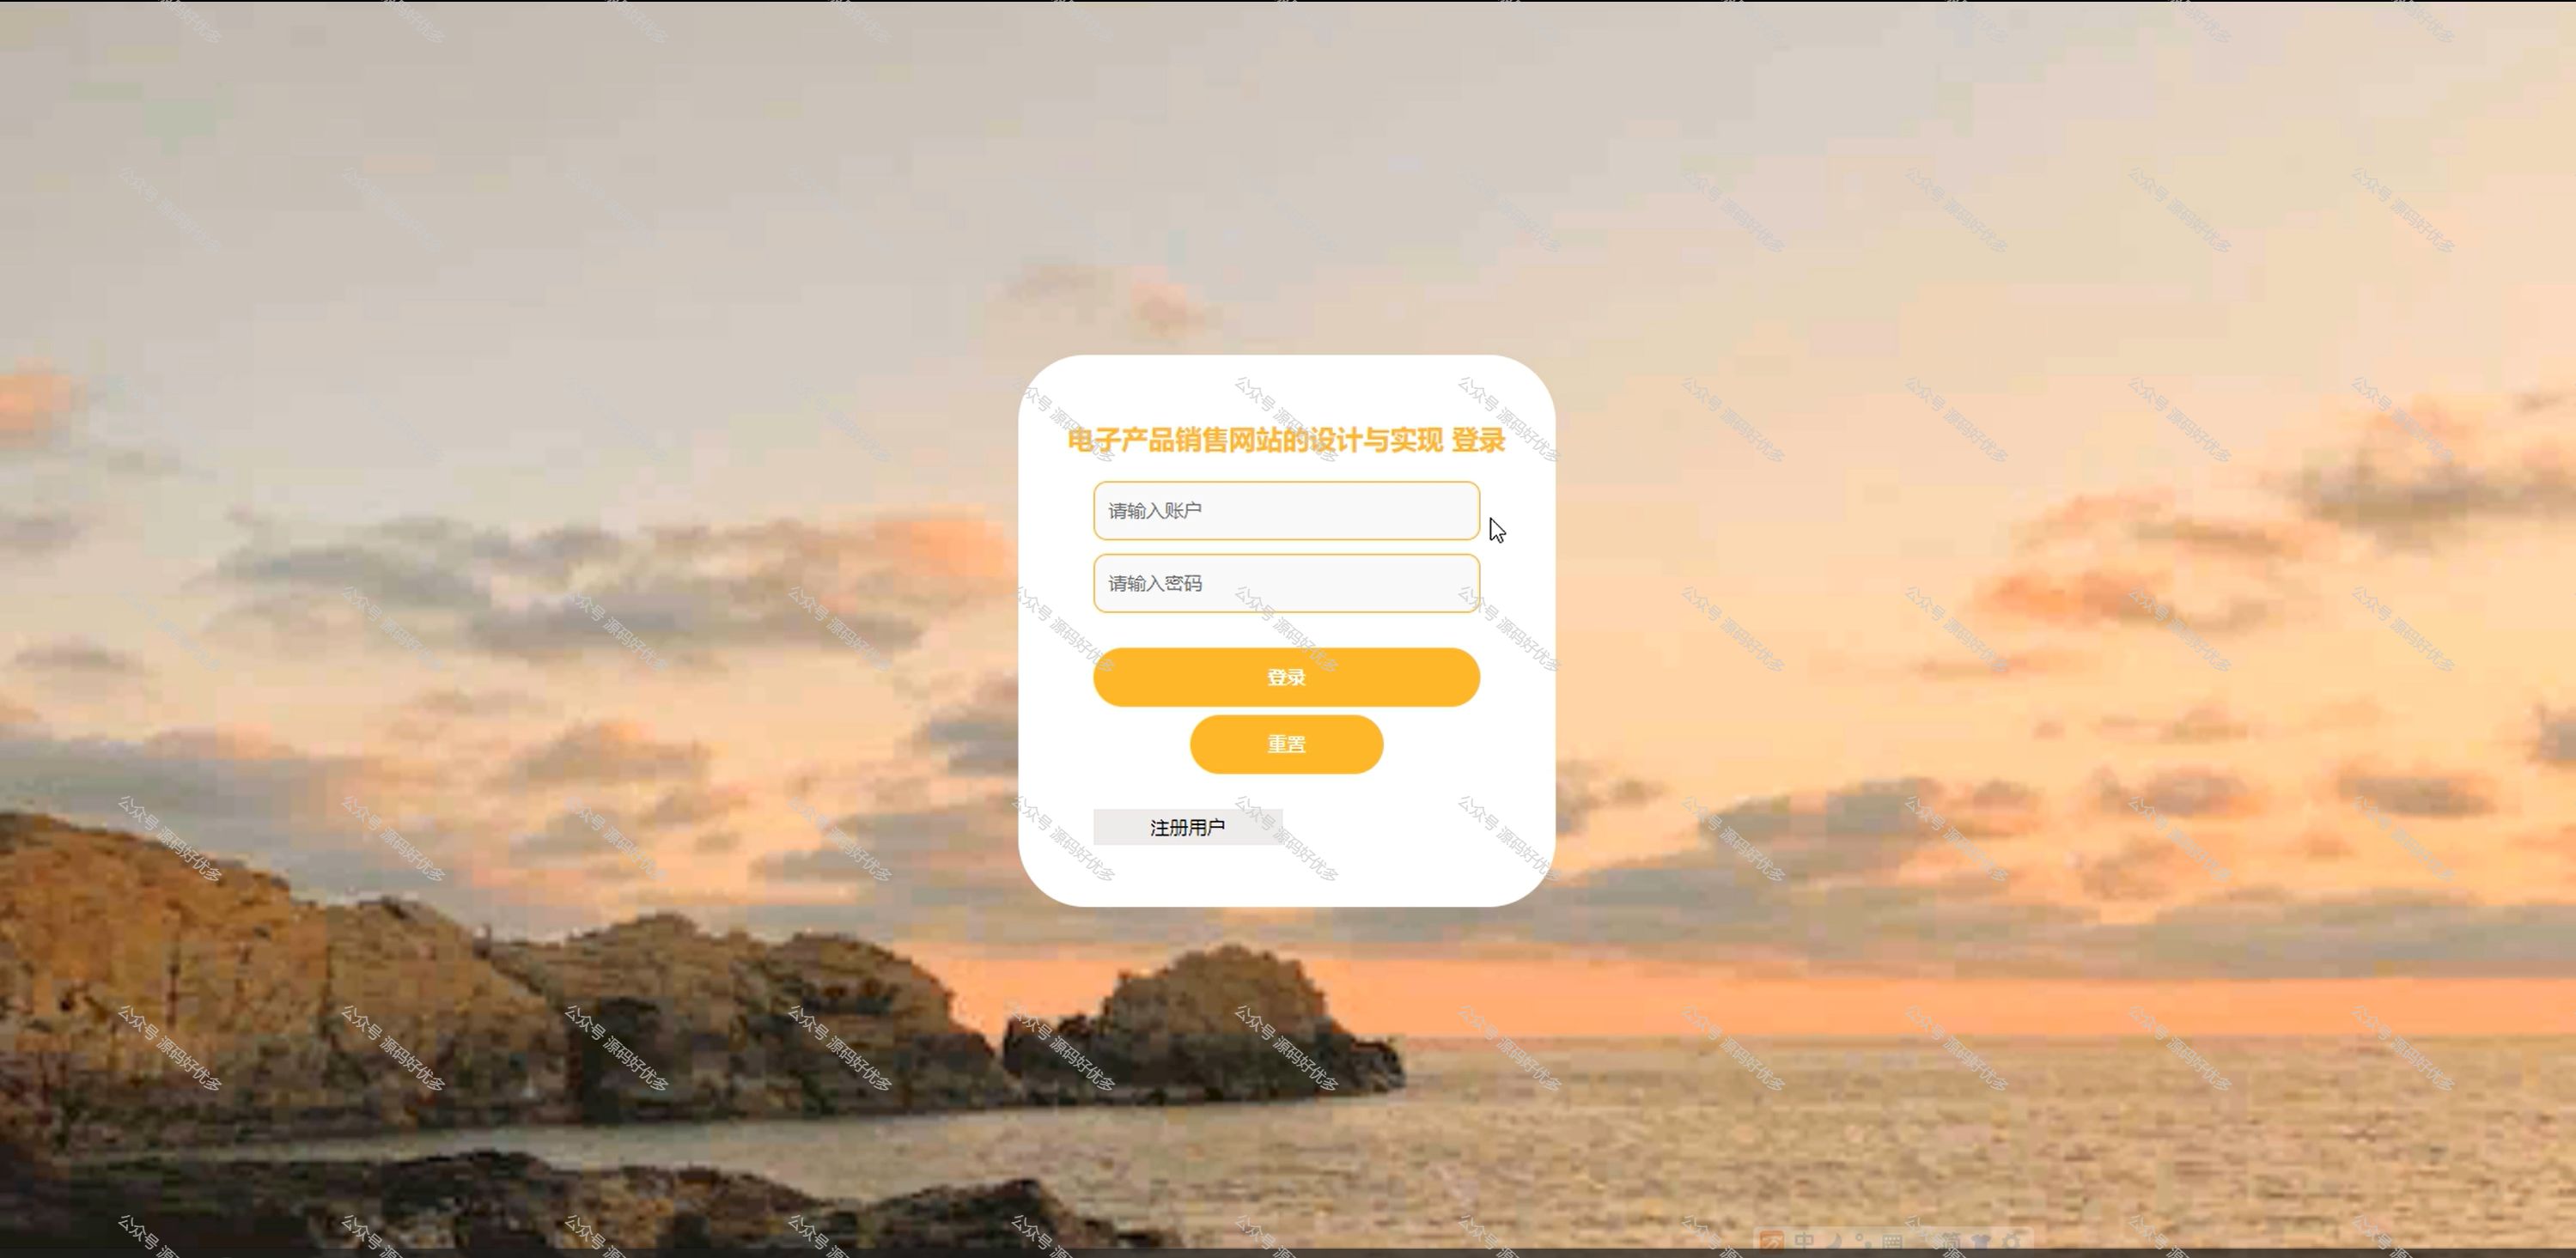 电子产品销售网站的设计与实现 登录
请输入账户
请输入密码
登录
重置
注册用户
公众号 源码好优多
中
简